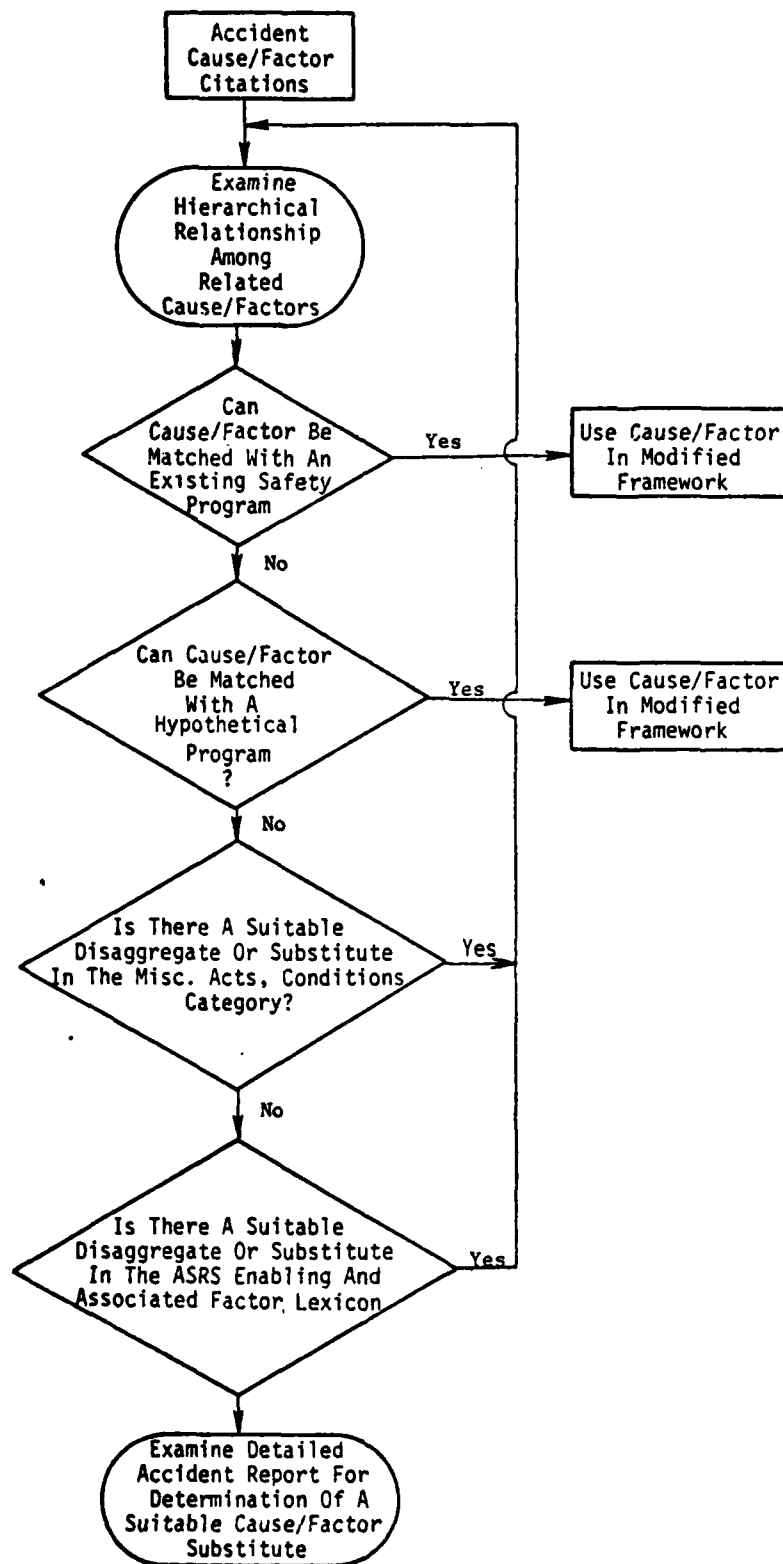 Accident
Cause/Factor
Citations
Examine
Hierarchical
Relationship
Among
Related
Cause/Factors
Can
Cause/Factor Be
Matched With An
Existing Safety
Program
Yes
Use Cause/Factor
In Modified
Framework
No
Can Cause/Factor
Be Matched
With A
Hypothetical
Program
?
Yes
Use Cause/Factor
In Modified
Framework
No
Is There A Suitable
Disaggregate Or Substitute
In The Misc. Acts, Conditions
Category?
Yes
No
Is There A Suitable
Disaggregate Or Substitute
In The ASRS Enabling And
Associated Factor Lexicon
Yes
Examine Detailed
Accident Report For
Determination Of A
Suitable Cause/Factor
Substitute